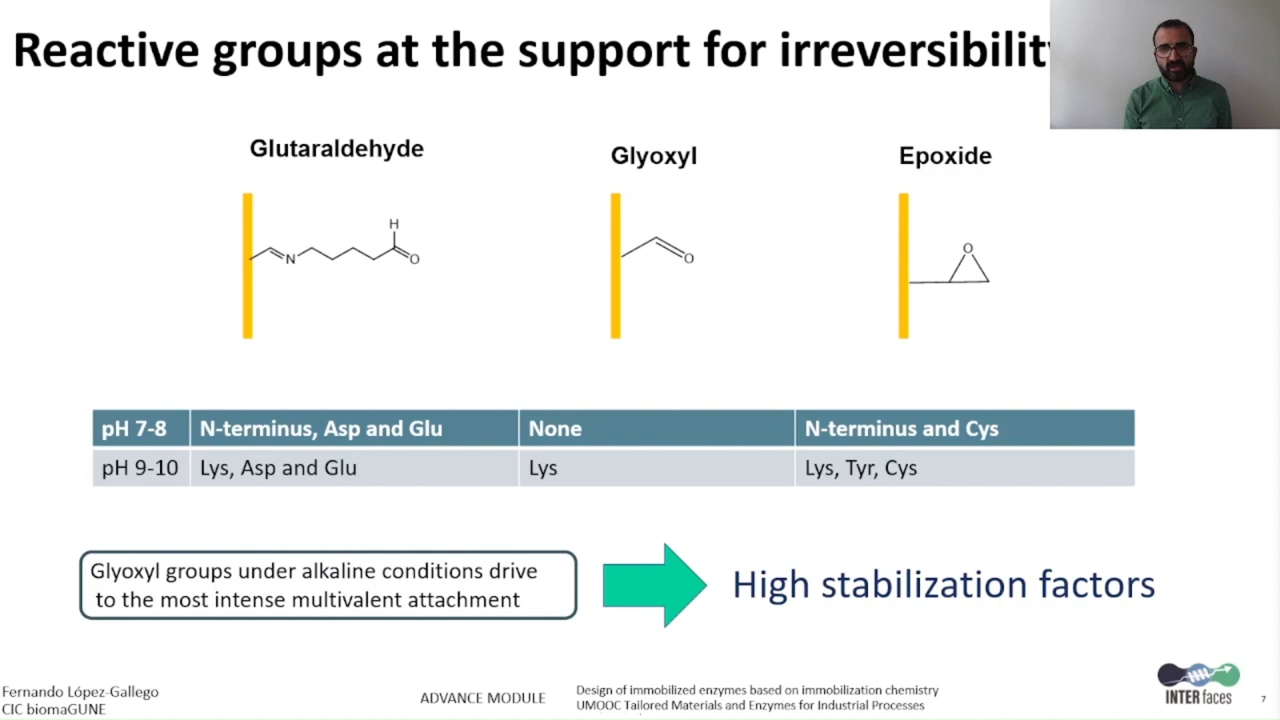 Reactive groups at the support for irreversibility
Glutaraldehyde
Glyoxyl
Epoxide
H
N
O
O
O
pH 7-8 N-terminus, Asp and Glu None N-terminus and Cys
pH 9-10 Lys, Asp and Glu Lys Lys, Tyr, Cys
Glyoxyl groups under alkaline conditions drive
to the most intense multivalent attachment
High stabilization factors
Fernando López-Gallego
CIC biomaGUNE
ADVANCE MODULE
Design of immobilized enzymes based on immobilization chemistry
UMOOC Tailored Materials and Enzymes for Industrial Processes
INTERfaces
7